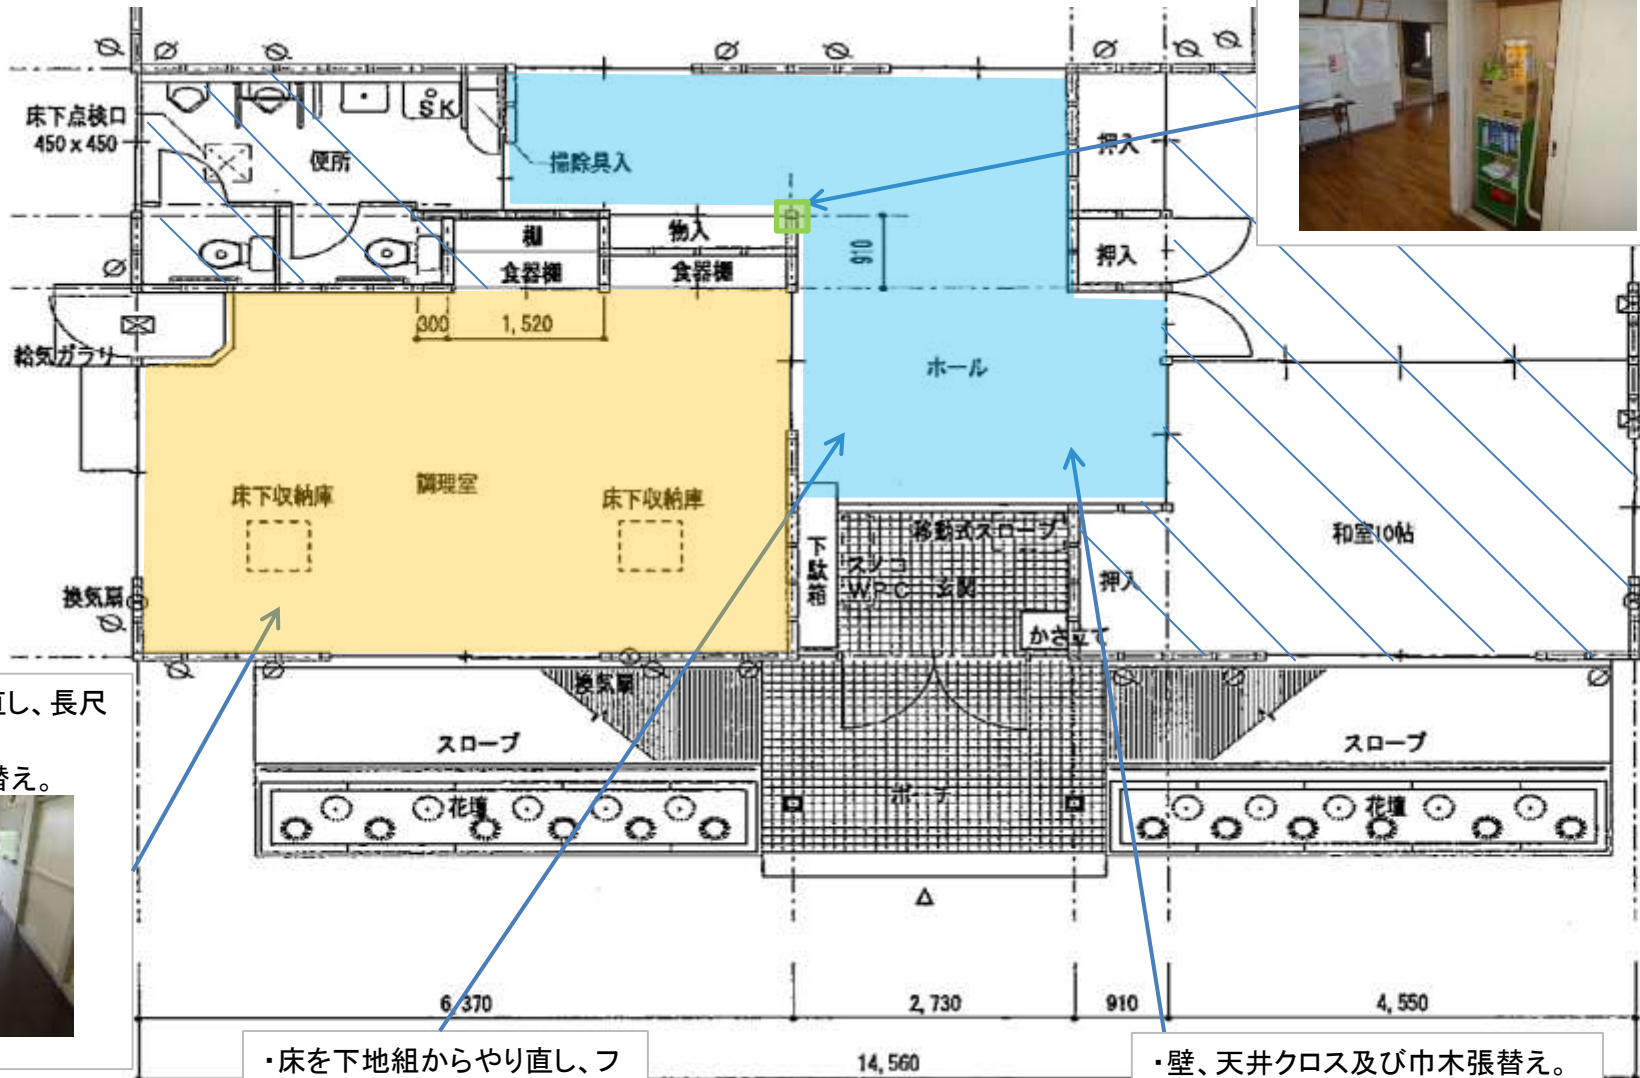 床下点検口
450x450
便所
SK
掃除具入
押入
棚
物入
910
押入
食器棚
食器棚
300
1,520
給気ガラリ
ホール
床下収納庫
調理室
床下収納庫
移動式スロープ
和室10帖
下駄箱
スノコ
WPC
玄関
押入
換気扇
かさ立て
換気扇
直し、長尺
替え。
スロープ
スロープ
花壇
ポーチ
花壇
6,370
2,730
910
4,550
14,560
・床を下地組からやり直し、フ
・壁、天井クロス及び巾木張替え。